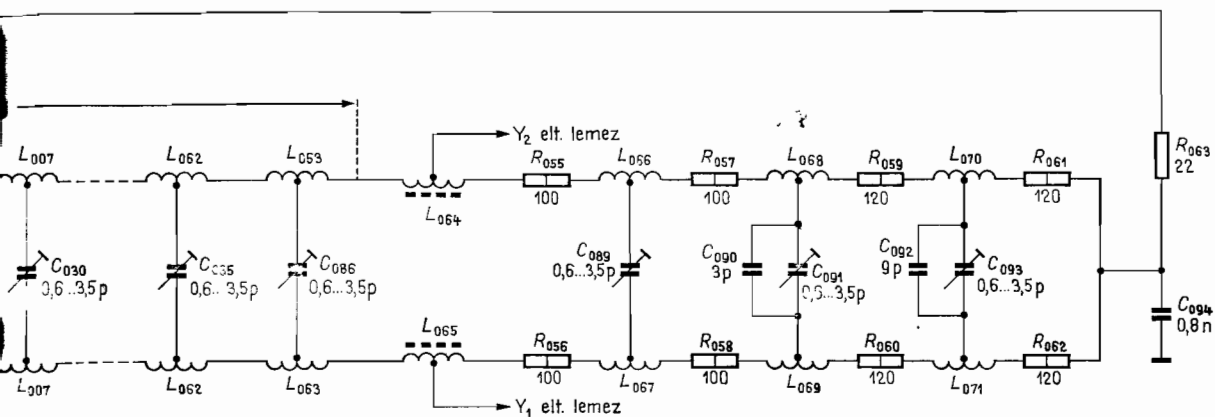 Y₂ elt. lemez
L₀₀₇
L₀₆₂
L₀₅₃
L₀₆₄
R₀₅₅
100
L₀₆₆
R₀₅₇
100
L₀₆₈
R₀₅₉
120
L₀₇₀
R₀₆₁
120
R₀₆₃
22
C₀₃₀
0,6...3,5p
C₀₃₅
0,6...3,5p
C₀₈₆
0,6...3,5p
C₀₈₉
0,6...3,5p
C₀₉₀
3p
C₀₉₁
0,6...3,5p
C₀₉₂
9p
C₀₉₃
0,6...3,5p
C₀₉₄
0,8n
L₀₀₇
L₀₆₂
L₀₆₃
L₀₆₅
R₀₅₆
100
L₀₆₇
R₀₅₈
100
L₀₆₉
R₀₆₀
120
L₀₇₁
R₀₆₂
120
Y₁ elt. lemez